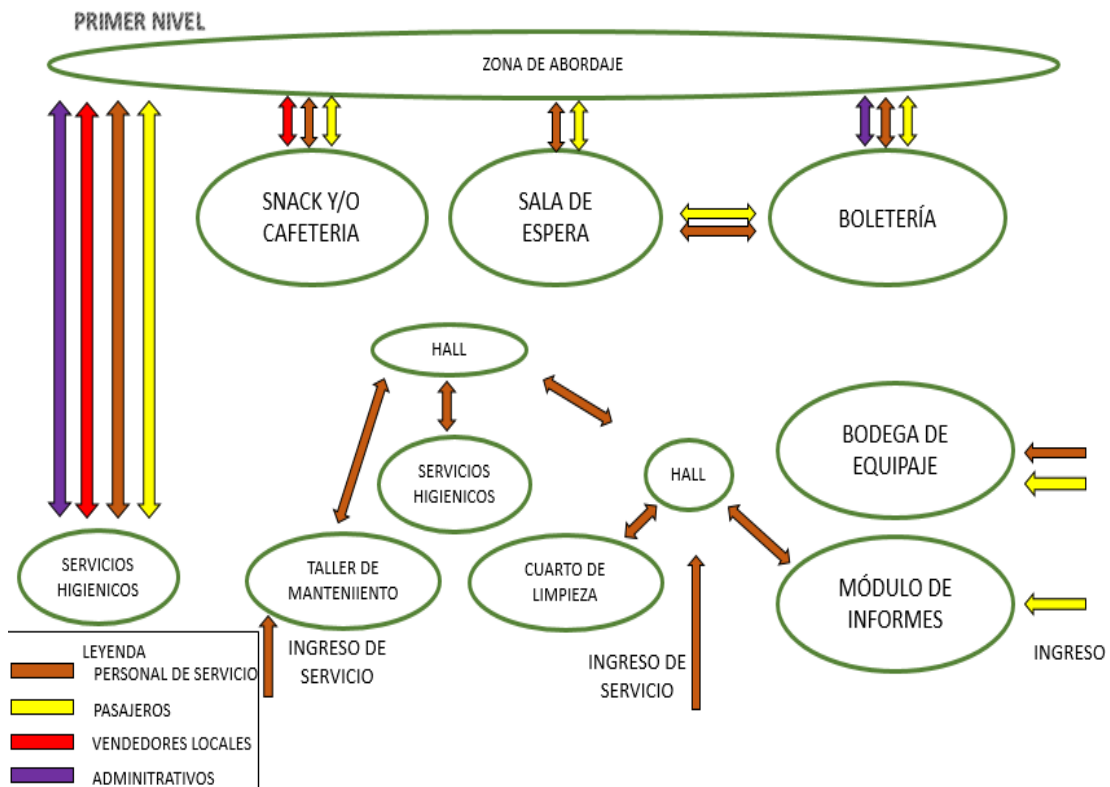 PRIMER NIVEL
ZONA DE ABORDAJE
SNACK Y/O
CAFETERIA
SALA DE
ESPERA
BOLETERÍA
HALL
SERVICIOS
HIGIENICOS
HALL
BODEGA DE
EQUIPAJE
SERVICIOS
HIGIENICOS
TALLER DE
MANTENIIENTO
CUARTO DE
LIMPIEZA
MÓDULO DE
INFORMES
INGRESO DE
SERVICIO
INGRESO DE
SERVICIO
INGRESO
LEYENDA
PERSONAL DE SERVICIO
PASAJEROS
VENDEDORES LOCALES
ADMINITRATIVOS